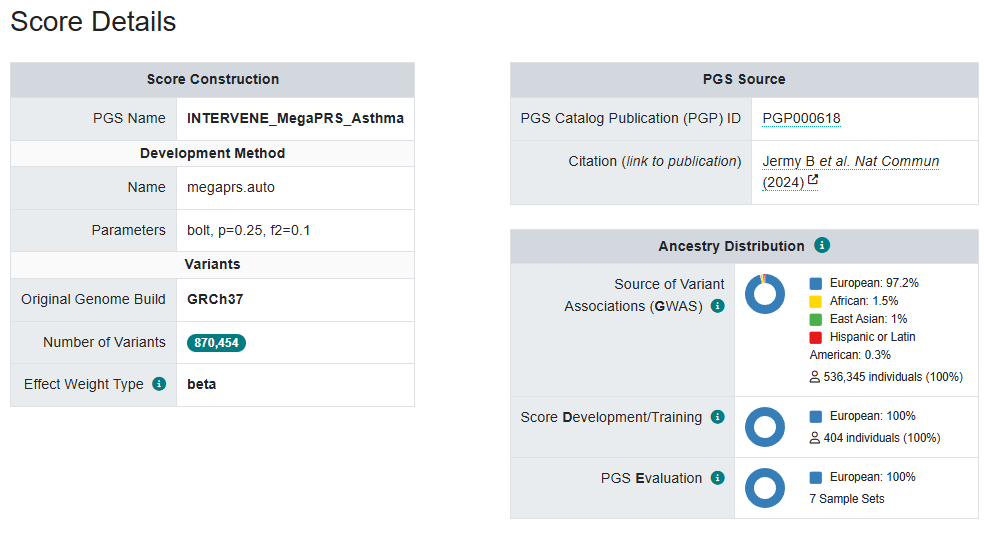 Score Details
Score Construction
PGS Name INTERVENE_MegaPRS_Asthma
Development Method
Name megaprs.auto
Parameters bolt, p=0.25, f2=0.1
Variants
Original Genome Build GRCh37
Number of Variants 870,454
Effect Weight Type i beta
PGS Source
PGS Catalog Publication (PGP) ID PGP000618
Citation (link to publication) Jermy B et al. Nat Commun
(2024)
Ancestry Distribution i
Source of Variant
Associations (GWAS) i
European: 97.2%
African: 1.5%
East Asian: 1%
Hispanic or Latin
American: 0.3%
536,345 individuals (100%)
Score Development/Training i
European: 100%
404 individuals (100%)
PGS Evaluation i
European: 100%
7 Sample Sets